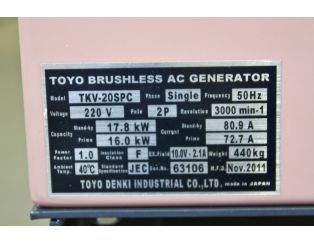 TOYO BRUSHLESS AC GENERATOR
Model TKV-20SPC Phase Single Frequency 50Hz
Voltage 220 V Pole 2P Revolution 3000 min-1
Capacity Stand-by 17.8 kW Current Stand-by 80.9 A
Prime 16.0 kW Prime 72.7 A
Power Factor 1.0 Insulation Class F EX.Field 10.0V - 2.1A Weight 440kg
Ambient Temp. 40℃ Standard Specification JEC Ser. 63106 M.F.D. Nov.2011
TOYO DENKI INDUSTRIAL CO.,LTD. made in JAPAN